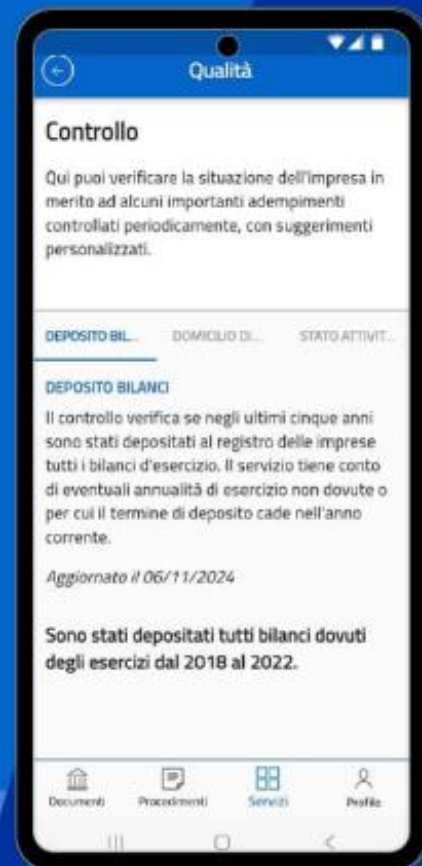 Qualità
Controllo
Qui puoi verificare la situazione dell'impresa in
merito ad alcuni importanti adempimenti
controllati periodicamente, con suggerimenti
personalizzati.
DEPOSITO BIL... DOMICILIO DI... STATO ATTIVIT...
DEPOSITO BILANCI
Il controllo verifica se negli ultimi cinque anni
sono stati depositati al registro delle imprese
tutti i bilanci d'esercizio. Il servizio tiene conto
di eventuali annualità di esercizio non dovute o
per cui il termine di deposito cade nell'anno
corrente.
Aggiornato il 06/11/2024
Sono stati depositati tutti bilanci dovuti
degli esercizi dal 2018 al 2022.
Documenti Procedimenti Servizi Profilo